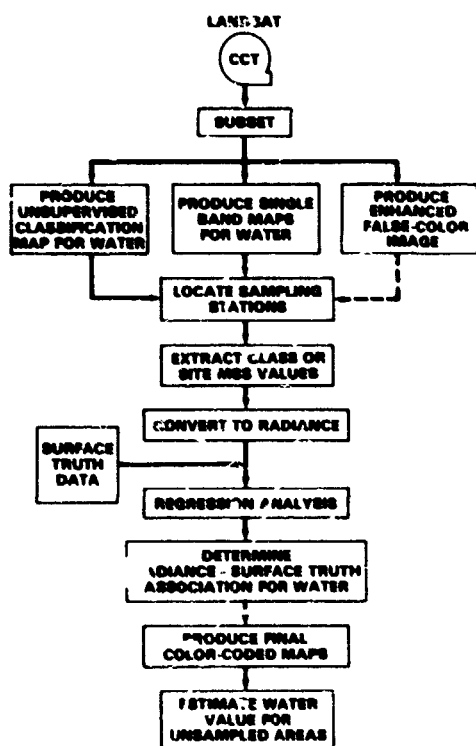 LANDSAT
CCT
SUBSET
PRODUCE
UNSUPERVISED
CLASSIFICATION
MAP FOR WATER
PRODUCE SINGLE
BAND MAPS
FOR WATER
PRODUCE
ENHANCED
FALSE-COLOR
IMAGE
LOCATE SAMPLING
STATIONS
EXTRACT CLASS OR
SITE MSS VALUES
CONVERT TO RADIANCE
SURFACE
TRUTH
DATA
REGRESSION ANALYSIS
DETERMINE
RADIANCE - SURFACE TRUTH
ASSOCIATION FOR WATER
PRODUCE FINAL
COLOR-CODED MAPS
ESTIMATE WATER
VALUE FOR
UNSAMPLED AREAS